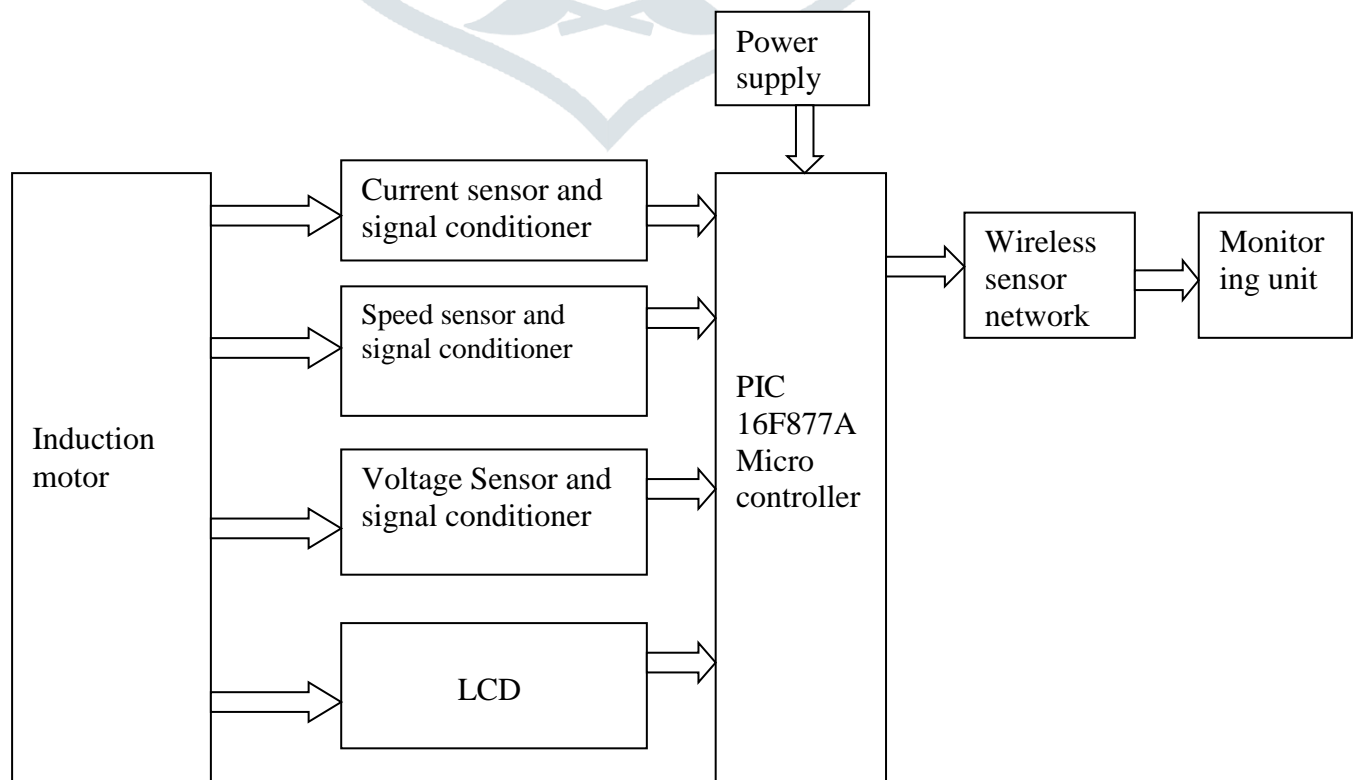 Power
supply
Current sensor and
signal conditioner
Speed sensor and
signal conditioner
Voltage Sensor and
signal conditioner
LCD
Induction
motor
PIC
16F877A
Micro
controller
Wireless
sensor
network
Monitor
ing unit